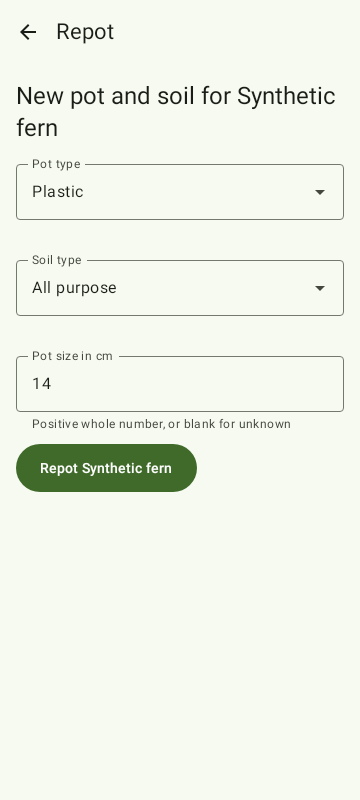 Repot
New pot and soil for Synthetic
fern
Pot type
Plastic
Soil type
All purpose
Pot size in cm
14
Positive whole number, or blank for unknown
Repot Synthetic fern